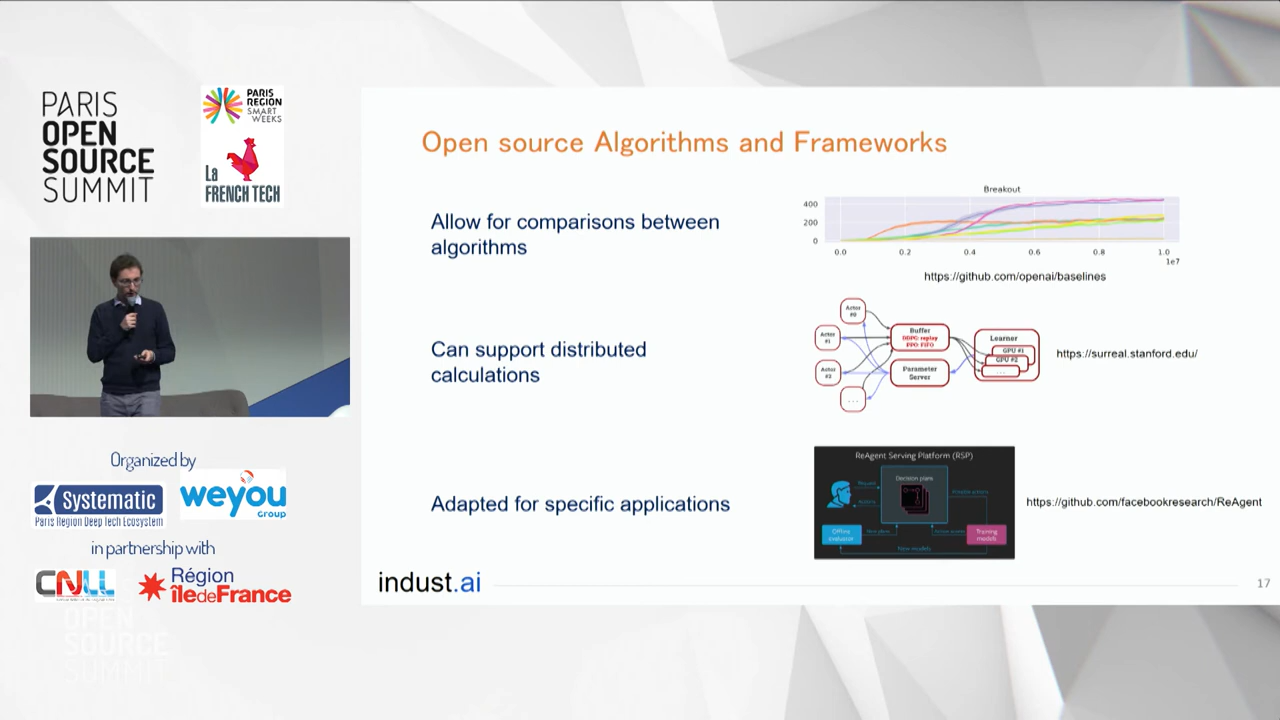 PARIS
OPEN
SOURCE
SUMMIT
PARIS
REGION
SMART
WEEKS
La
FRENCH TECH
Organized by
Systematic
Paris Region Deep Tech Ecosystem
weyou
Group
in partnership with
CNLL
Région
îledeFrance
OPEN
SOURCE
SUMMIT
Open source Algorithms and Frameworks
Allow for comparisons between
algorithms
Breakout
400
200
0
0.0 0.2 0.4 0.6 0.8 1.0
1e7
https://github.com/openai/baselines
Can support distributed
calculations
Actor
#0
Actor
#1
Actor
...
Buffer
DDPG: replay
PPO: FIFO
Parameter
Server
Learner
GPU #1
GPU #2
...
https://surreal.stanford.edu/
Adapted for specific applications
ReAgent Serving Platform (RSP)
Decision plans
Request
Possible actions
Offline
evaluator
Training
models
New models
https://github.com/facebookresearch/ReAgent
indust.ai
17